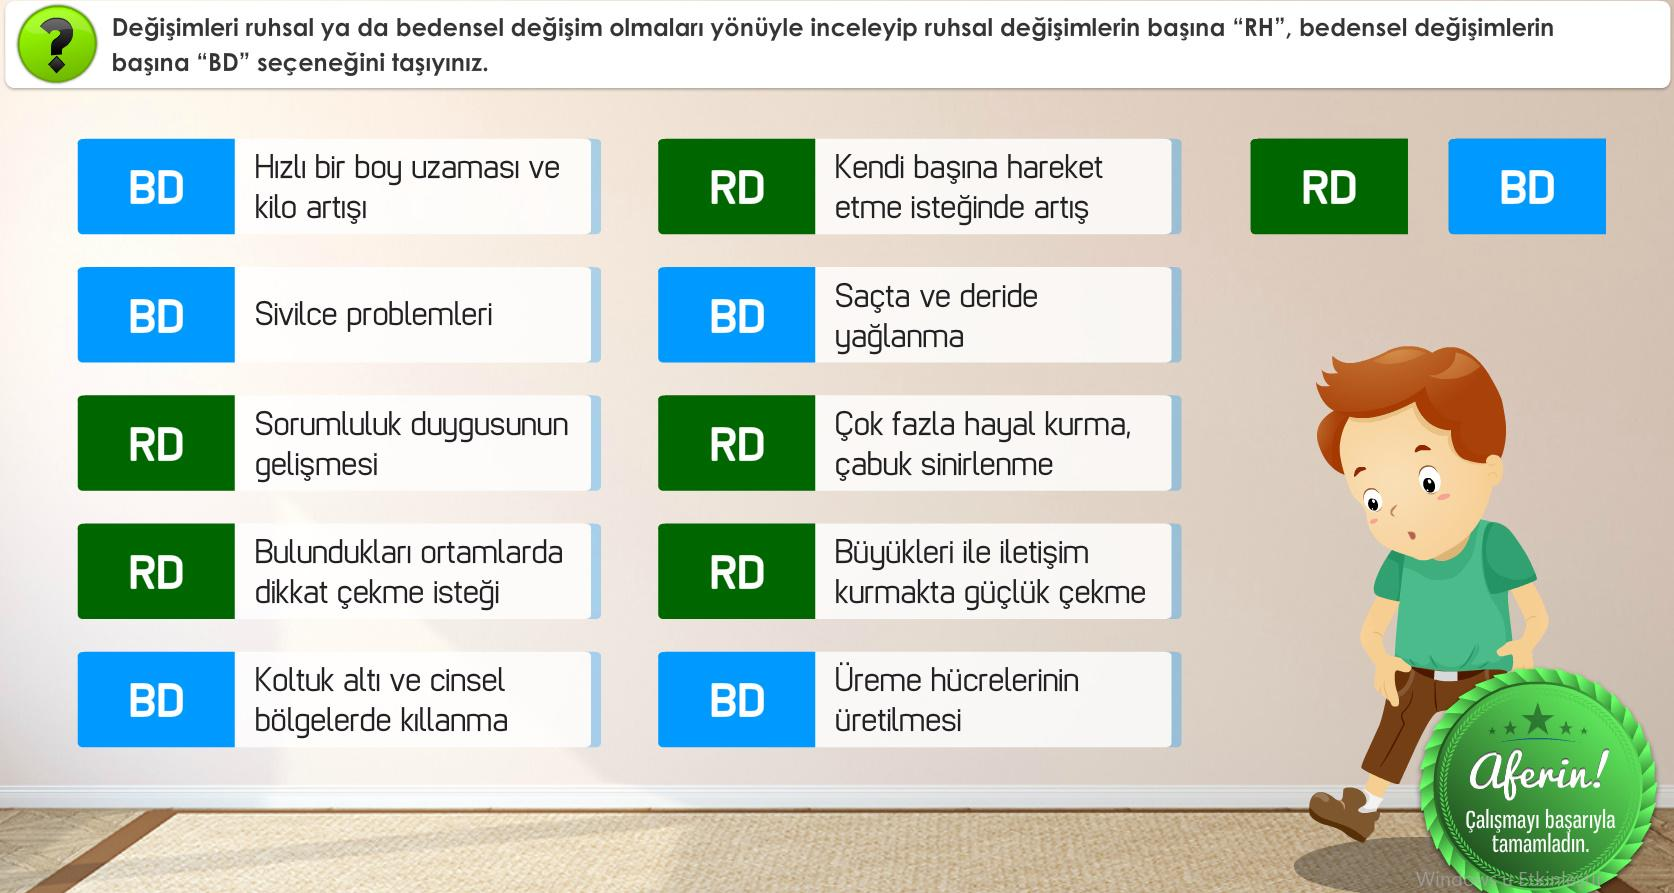 ?
Değişimleri ruhsal ya da bedensel değişim olmaları yönüyle inceleyip ruhsal değişimlerin başına “RH”, bedensel değişimlerin
başına “BD” seçeneğini taşıyınız.
BD
Hızlı bir boy uzaması ve
kilo artışı
RD
Kendi başına hareket
etme isteğinde artış
RD
BD
BD
Sivilce problemleri
BD
Saçta ve deride
yağlanma
RD
Sorumluluk duygusunun
gelişmesi
RD
Çok fazla hayal kurma,
çabuk sinirlenme
RD
Bulundukları ortamlarda
dikkat çekme isteği
RD
Büyükleri ile iletişim
kurmakta güçlük çekme
BD
Koltuk altı ve cinsel
bölgelerde kıllanma
BD
Üreme hücrelerinin
üretilmesi
Aferin!
Çalışmayı başarıyla
tamamladın.